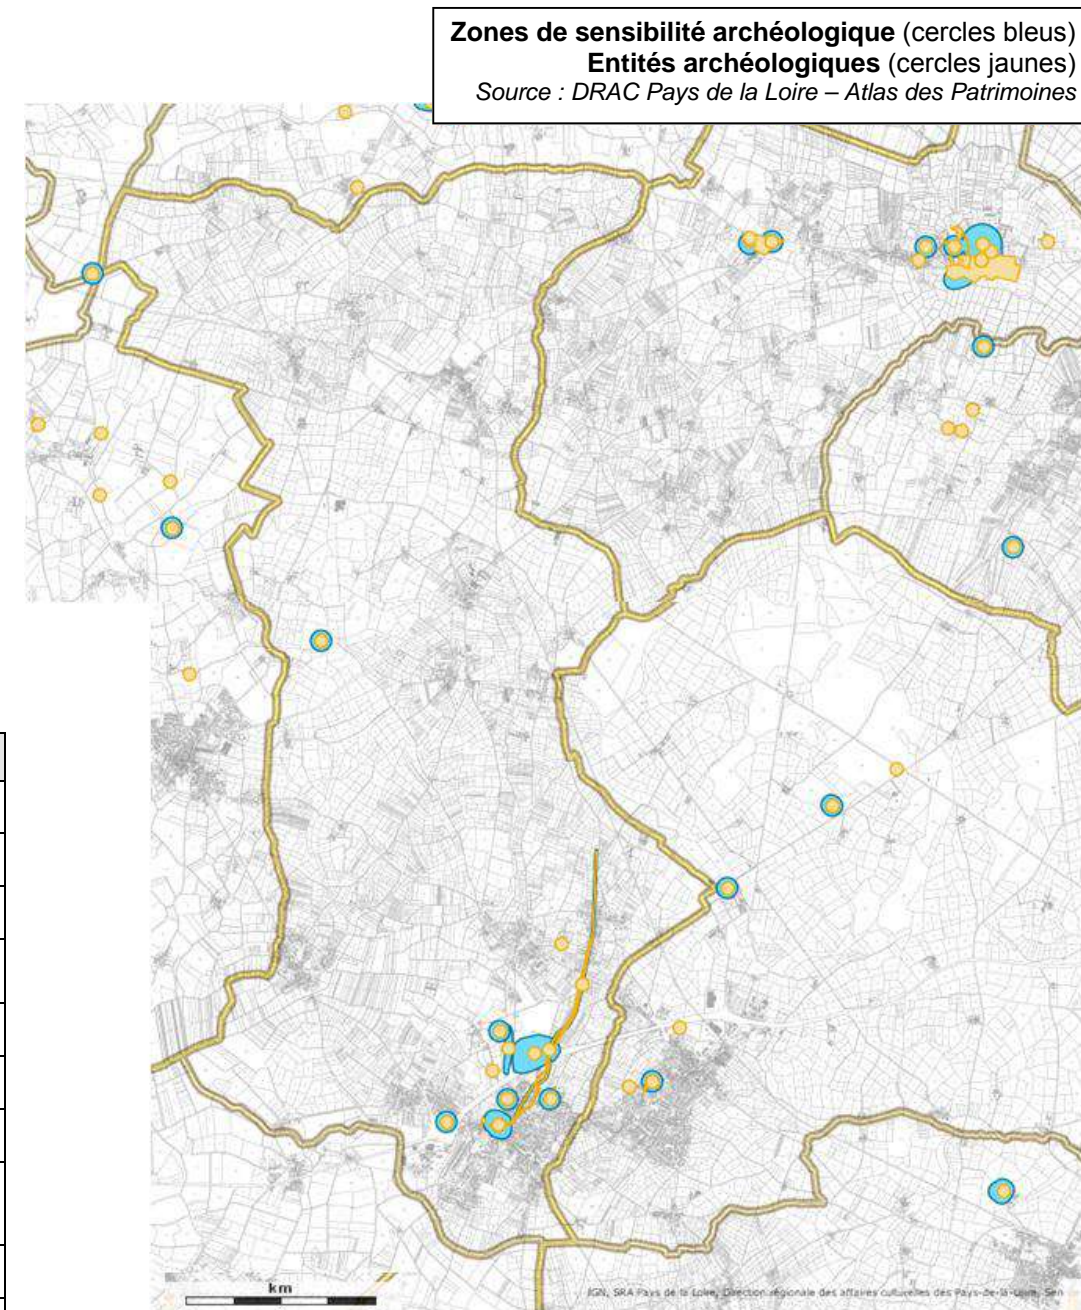 Zones de sensibilité archéologique (cercles bleus)
Entités archéologiques (cercles jaunes)
Source : DRAC Pays de la Loire – Atlas des Patrimoines
km
IGN, SRA Pays de la Loire, Direction régionale des affaires culturelles des Pays-de-la-Loire, Sen